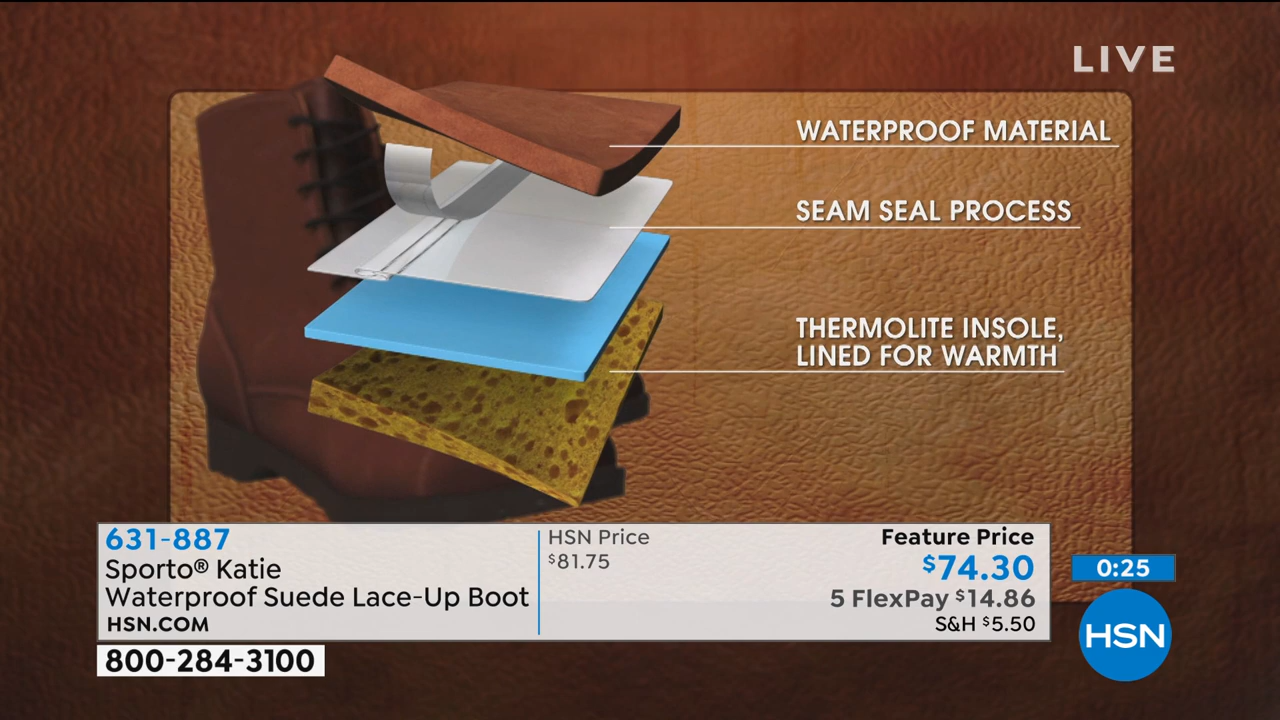 LIVE
WATERPROOF MATERIAL
SEAM SEAL PROCESS
THERMOLITE INSOLE,
LINED FOR WARMTH
631-887
Sporto® Katie
Waterproof Suede Lace-Up Boot
HSN.COM
HSN Price
$81.75
Feature Price
$74.30
5 FlexPay $14.86
S&H $5.50
0:25
HSN
800-284-3100